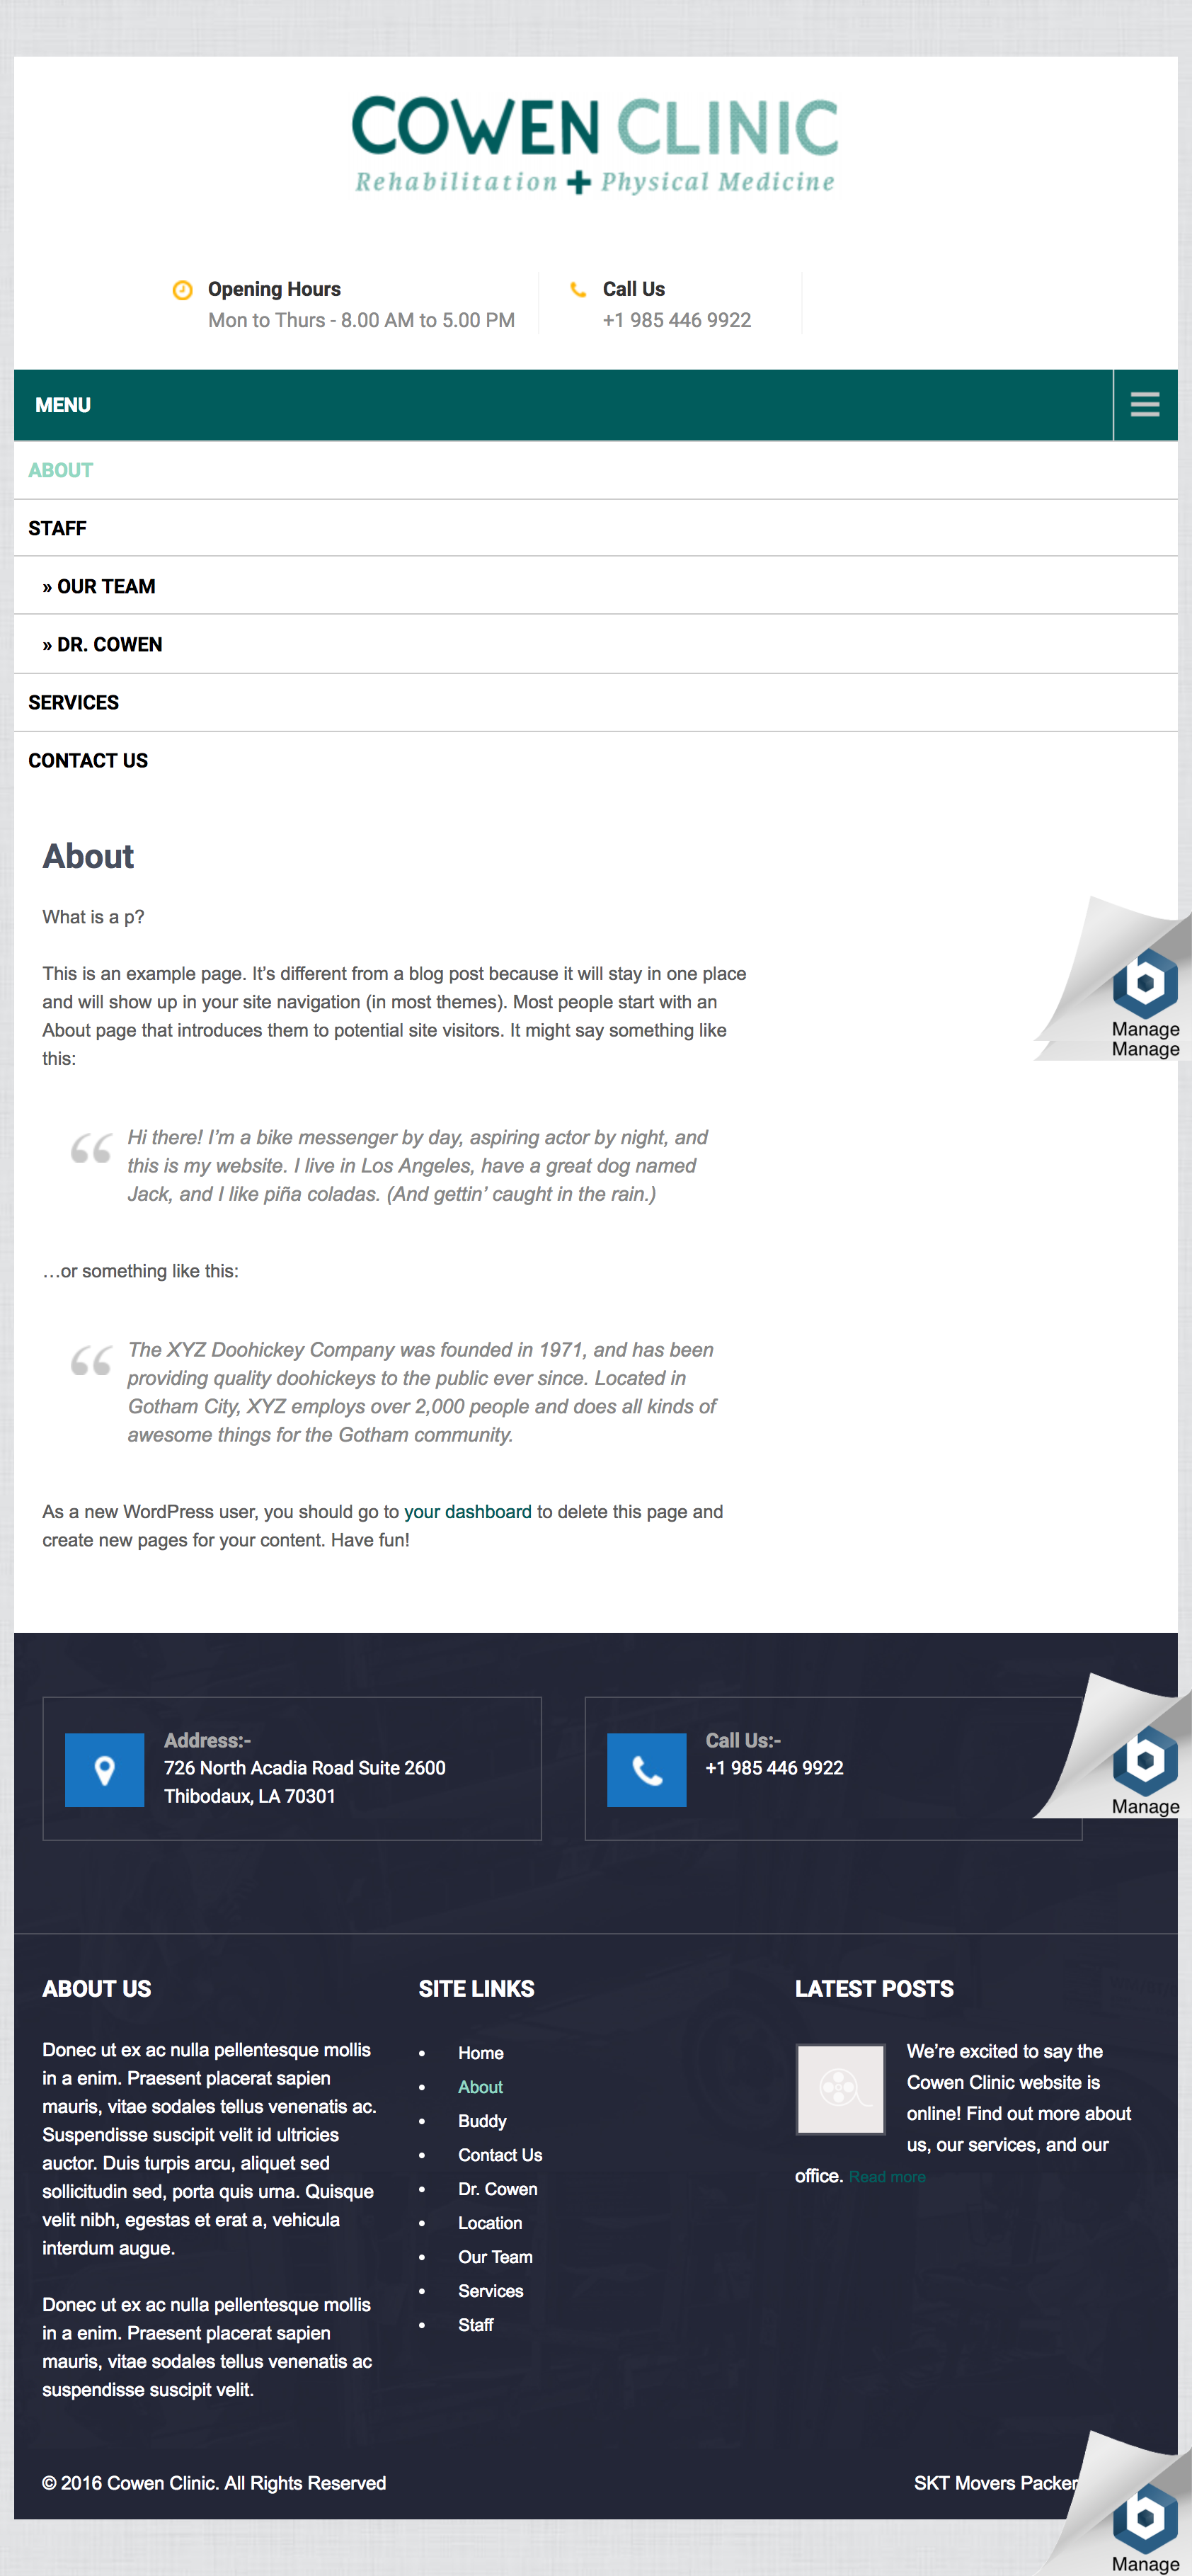 COWEN CLINIC
Rehabilitation + Physical Medicine
Opening Hours
Mon to Thurs - 8.00 AM to 5.00 PM
Call Us
+1 985 446 9922
MENU
ABOUT
STAFF
» OUR TEAM
» DR. COWEN
SERVICES
CONTACT US
About
What is a p?
This is an example page. It’s different from a blog post because it will stay in one place
and will show up in your site navigation (in most themes). Most people start with an
About page that introduces them to potential site visitors. It might say something like
this:
Manage
Manage
“ Hi there! I’m a bike messenger by day, aspiring actor by night, and
this is my website. I live in Los Angeles, have a great dog named
Jack, and I like piña coladas. (And gettin’ caught in the rain.)
…or something like this:
“ The XYZ Doohickey Company was founded in 1971, and has been
providing quality doohickeys to the public ever since. Located in
Gotham City, XYZ employs over 2,000 people and does all kinds of
awesome things for the Gotham community.
As a new WordPress user, you should go to your dashboard to delete this page and
create new pages for your content. Have fun!
Address:-
726 North Acadia Road Suite 2600
Thibodaux, LA 70301
Call Us:-
+1 985 446 9922
Manage
ABOUT US
Donec ut ex ac nulla pellentesque mollis
in a enim. Praesent placerat sapien
mauris, vitae sodales tellus venenatis ac.
Suspendisse suscipit velit id ultricies
auctor. Duis turpis arcu, aliquet sed
sollicitudin sed, porta quis urna. Quisque
velit nibh, egestas et erat a, vehicula
interdum augue.
Donec ut ex ac nulla pellentesque mollis
in a enim. Praesent placerat sapien
mauris, vitae sodales tellus venenatis ac
suspendisse suscipit velit.
SITE LINKS
• Home
• About
• Buddy
• Contact Us
• Dr. Cowen
• Location
• Our Team
• Services
• Staff
LATEST POSTS
We’re excited to say the
Cowen Clinic website is
online! Find out more about
us, our services, and our
office. Read more
© 2016 Cowen Clinic. All Rights Reserved
SKT Movers Packer
Manage